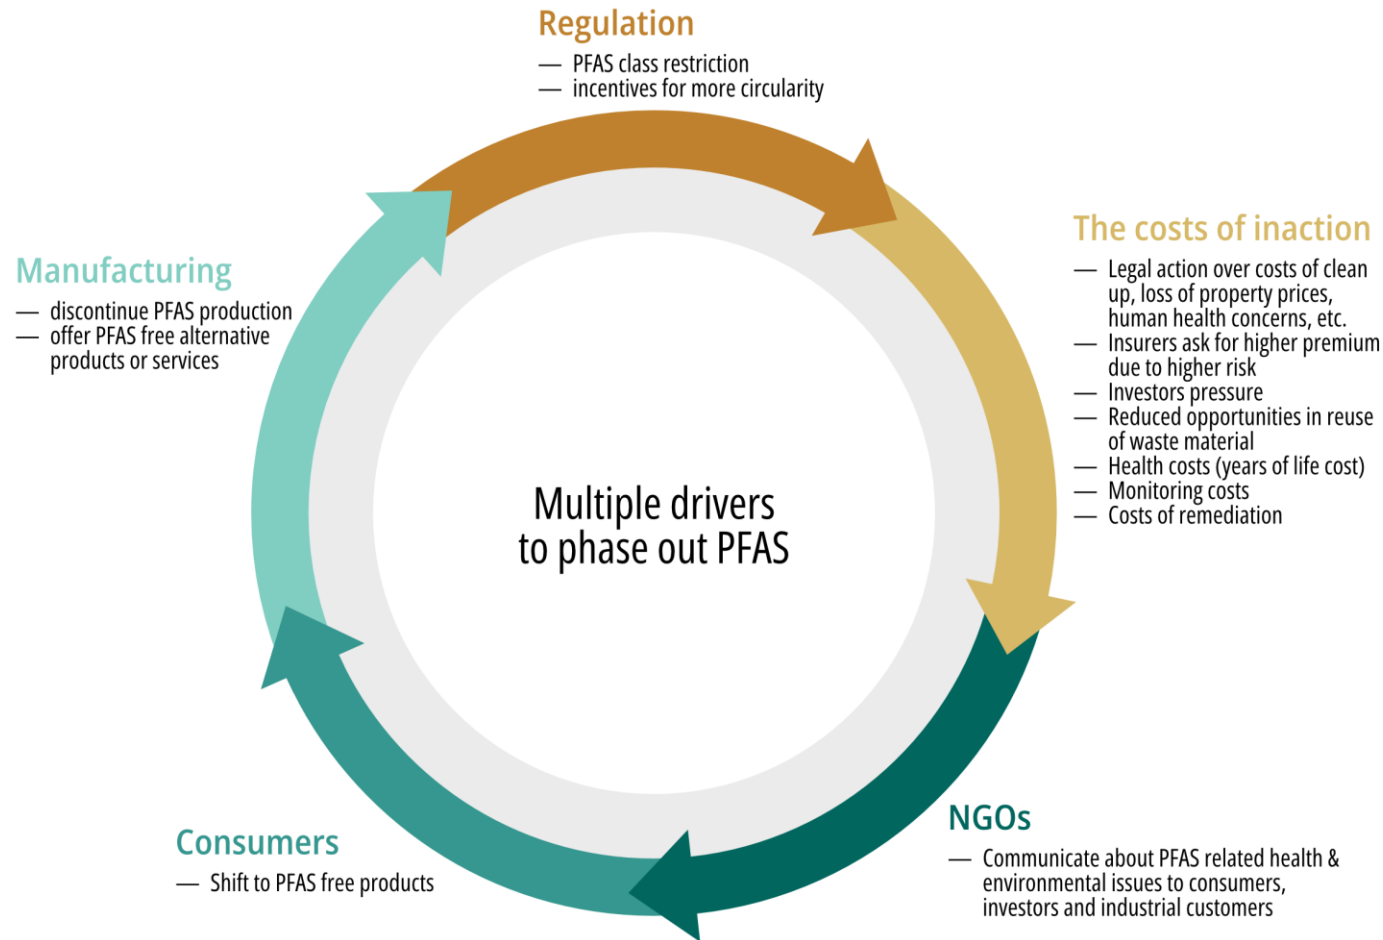 Regulation
— PFAS class restriction
— incentives for more circularity
The costs of inaction
— Legal action over costs of clean
up, loss of property prices,
human health concerns, etc.
— Insurers ask for higher premium
due to higher risk
— Investors pressure
— Reduced opportunities in reuse
of waste material
— Health costs (years of life cost)
— Monitoring costs
— Costs of remediation
Manufacturing
— discontinue PFAS production
— offer PFAS free alternative
products or services
Multiple drivers
to phase out PFAS
NGOs
— Communicate about PFAS related health &
environmental issues to consumers,
investors and industrial customers
Consumers
— Shift to PFAS free products